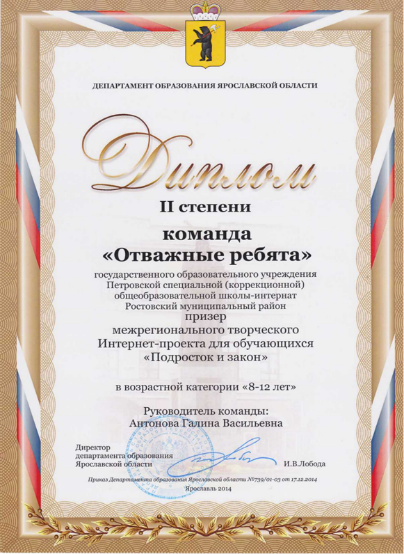 ДЕПАРТАМЕНТ ОБРАЗОВАНИЯ ЯРОСЛАВСКОЙ ОБЛАСТИ
Диплом
II степени
команда
«Отважные ребята»
государственного образовательного учреждения
Петровской специальной (коррекционной)
общеобразовательной школы-интернат
Ростовский муниципальный район
призер
межрегионального творческого
Интернет-проекта для обучающихся
«Подросток и закон»
в возрастной категории «8-12 лет»
Руководитель команды:
Антонова Галина Васильевна
Директор
департамента образования
Ярославской области
И.В.Лобода
Приказ Департамента образования Ярославской области №739/01-03 от 17.12.2014
Ярославль 2014